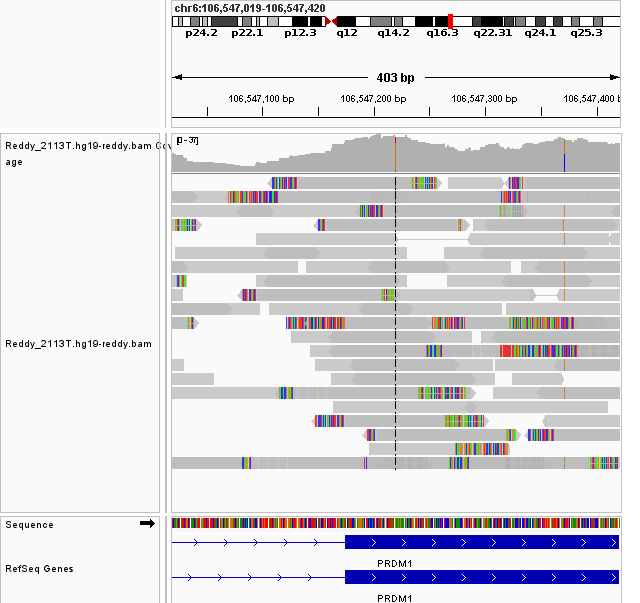 chr6:106,547,019-106,547,420
p24.2 p22.1 p12.3 q12 q14.2 q16.3 q22.31 q24.1 q25.3
403 bp
106,547,100 bp 106,547,200 bp 106,547,300 bp 106,547,400 b
Reddy_2113T.hg19-reddy.bam Cov
age
[0-37]
Reddy_2113T.hg19-reddy.bam
Sequence
PRDM1
RefSeq Genes
PRDM1